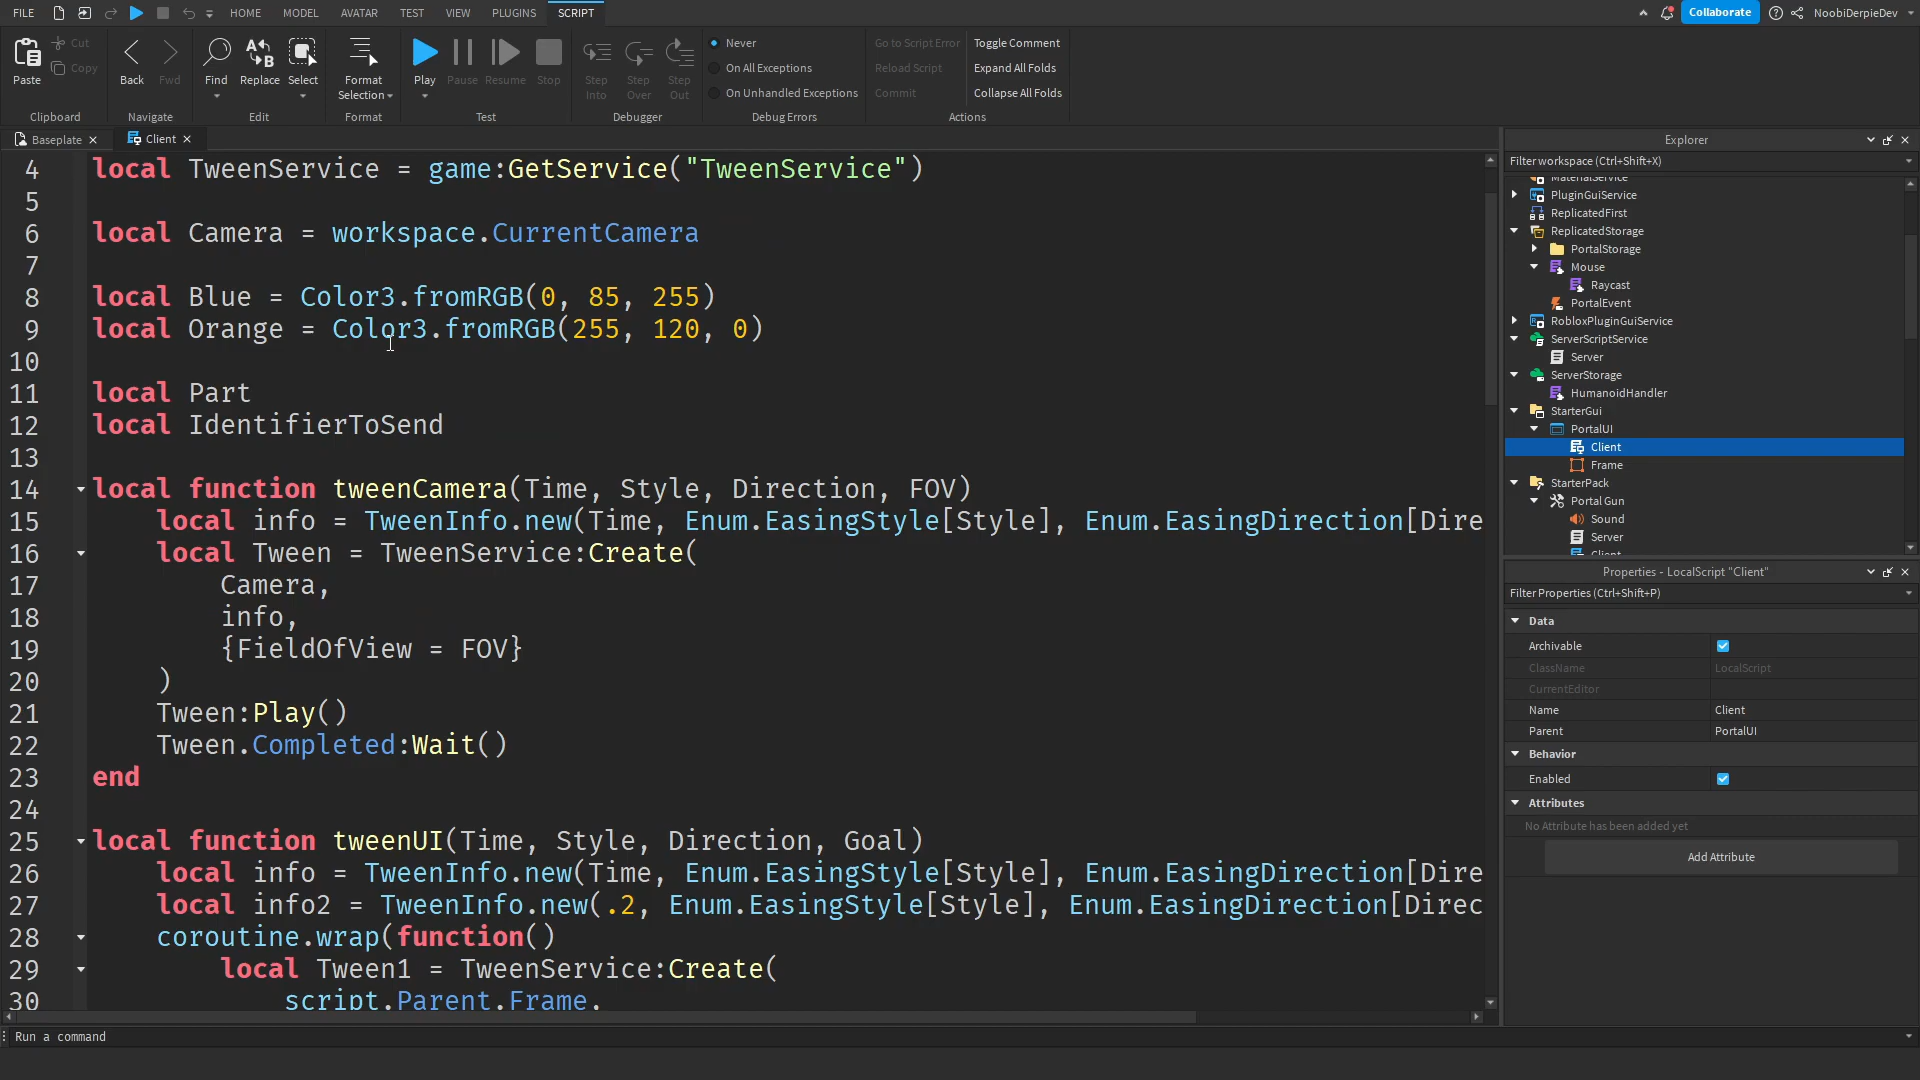 FILE HOME MODEL AVATAR TEST VIEW PLUGINS SCRIPT Collaborate NoobiDerpieDev
Paste Cut Copy Back Fwd Find Replace Select Format Selection Play Pause Resume Stop Step Into Step Over Step Out
Never Go to Script Error Toggle Comment
On All Exceptions Reload Script Expand All Folds
On Unhandled Exceptions Commit Collapse All Folds
Clipboard Navigate Edit Format Test Debugger Debug Errors Actions
Baseplate Client
4 local TweenService = game:GetService("TweenService")
5
6 local Camera = workspace.CurrentCamera
7
8 local Blue = Color3.fromRGB(0, 85, 255)
9 local Orange = Color3.fromRGB(255, 120, 0)
10
11 local Part
12 local IdentifierToSend
13
14 local function tweenCamera(Time, Style, Direction, FOV)
15 local info = TweenInfo.new(Time, Enum.EasingStyle[Style], Enum.EasingDirection[Dire
16 local Tween = TweenService:Create(
17 Camera,
18 info,
19 {FieldOfView = FOV}
20 )
21 Tween:Play()
22 Tween.Completed:Wait()
23 end
24
25 local function tweenUI(Time, Style, Direction, Goal)
26 local info = TweenInfo.new(Time, Enum.EasingStyle[Style], Enum.EasingDirection[Dire
27 local info2 = TweenInfo.new(.2, Enum.EasingStyle[Style], Enum.EasingDirection[Direc
28 coroutine.wrap(function()
29 local Tween1 = TweenService:Create(
30 script.Parent.Frame.
Run a command
Explorer
Filter workspace (Ctrl+Shift+X)
MaterialService
PluginGuiService
ReplicatedFirst
ReplicatedStorage
PortalStorage
Mouse
Raycast
PortalEvent
RobloxPluginGuiService
ServerScriptService
Server
ServerStorage
HumanoidHandler
StarterGui
PortalUI
Client
Frame
StarterPack
Portal Gun
Sound
Server
Client
Properties - LocalScript "Client"
Filter Properties (Ctrl+Shift+P)
Data
Archivable
ClassName LocalScript
CurrentEditor
Name Client
Parent PortalUI
Behavior
Enabled
Attributes
No Attribute has been added yet
Add Attribute